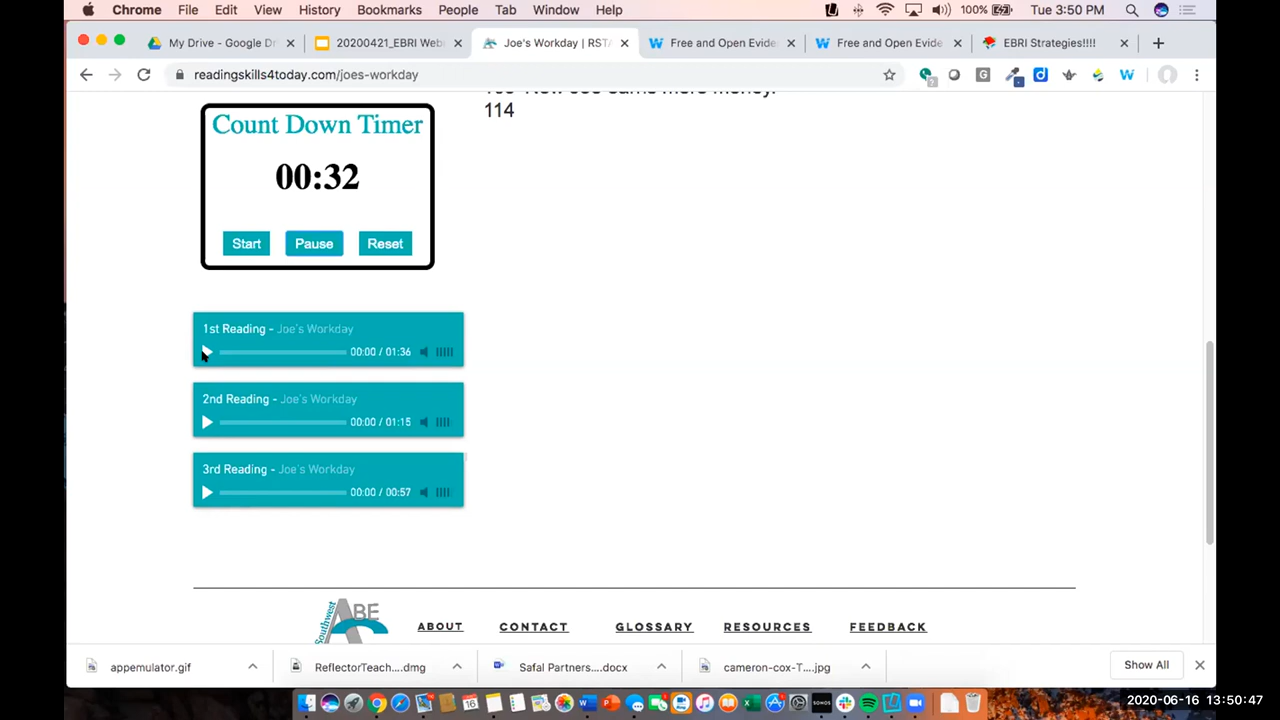 Chrome File Edit View History Bookmarks People Tab Window Help 100% Tue 3:50 PM
My Drive - Google Dr 20200421_EBRI Web Joe's Workday | RSTA Free and Open Evide Free and Open Evide EBRI Strategies!!!!
readingskills4today.com/joes-workday
114
Count Down Timer
00:32
Start Pause Reset
1st Reading - Joe's Workday
00:00 / 01:36
2nd Reading - Joe's Workday
00:00 / 01:15
3rd Reading - Joe's Workday
00:00 / 00:57
Southwest ABE
ABOUT CONTACT GLOSSARY RESOURCES FEEDBACK
appemulator.gif ReflectorTeach....dmg Safal Partners....docx cameron-cox-T....jpg Show All
2020-06-16 13:50:47